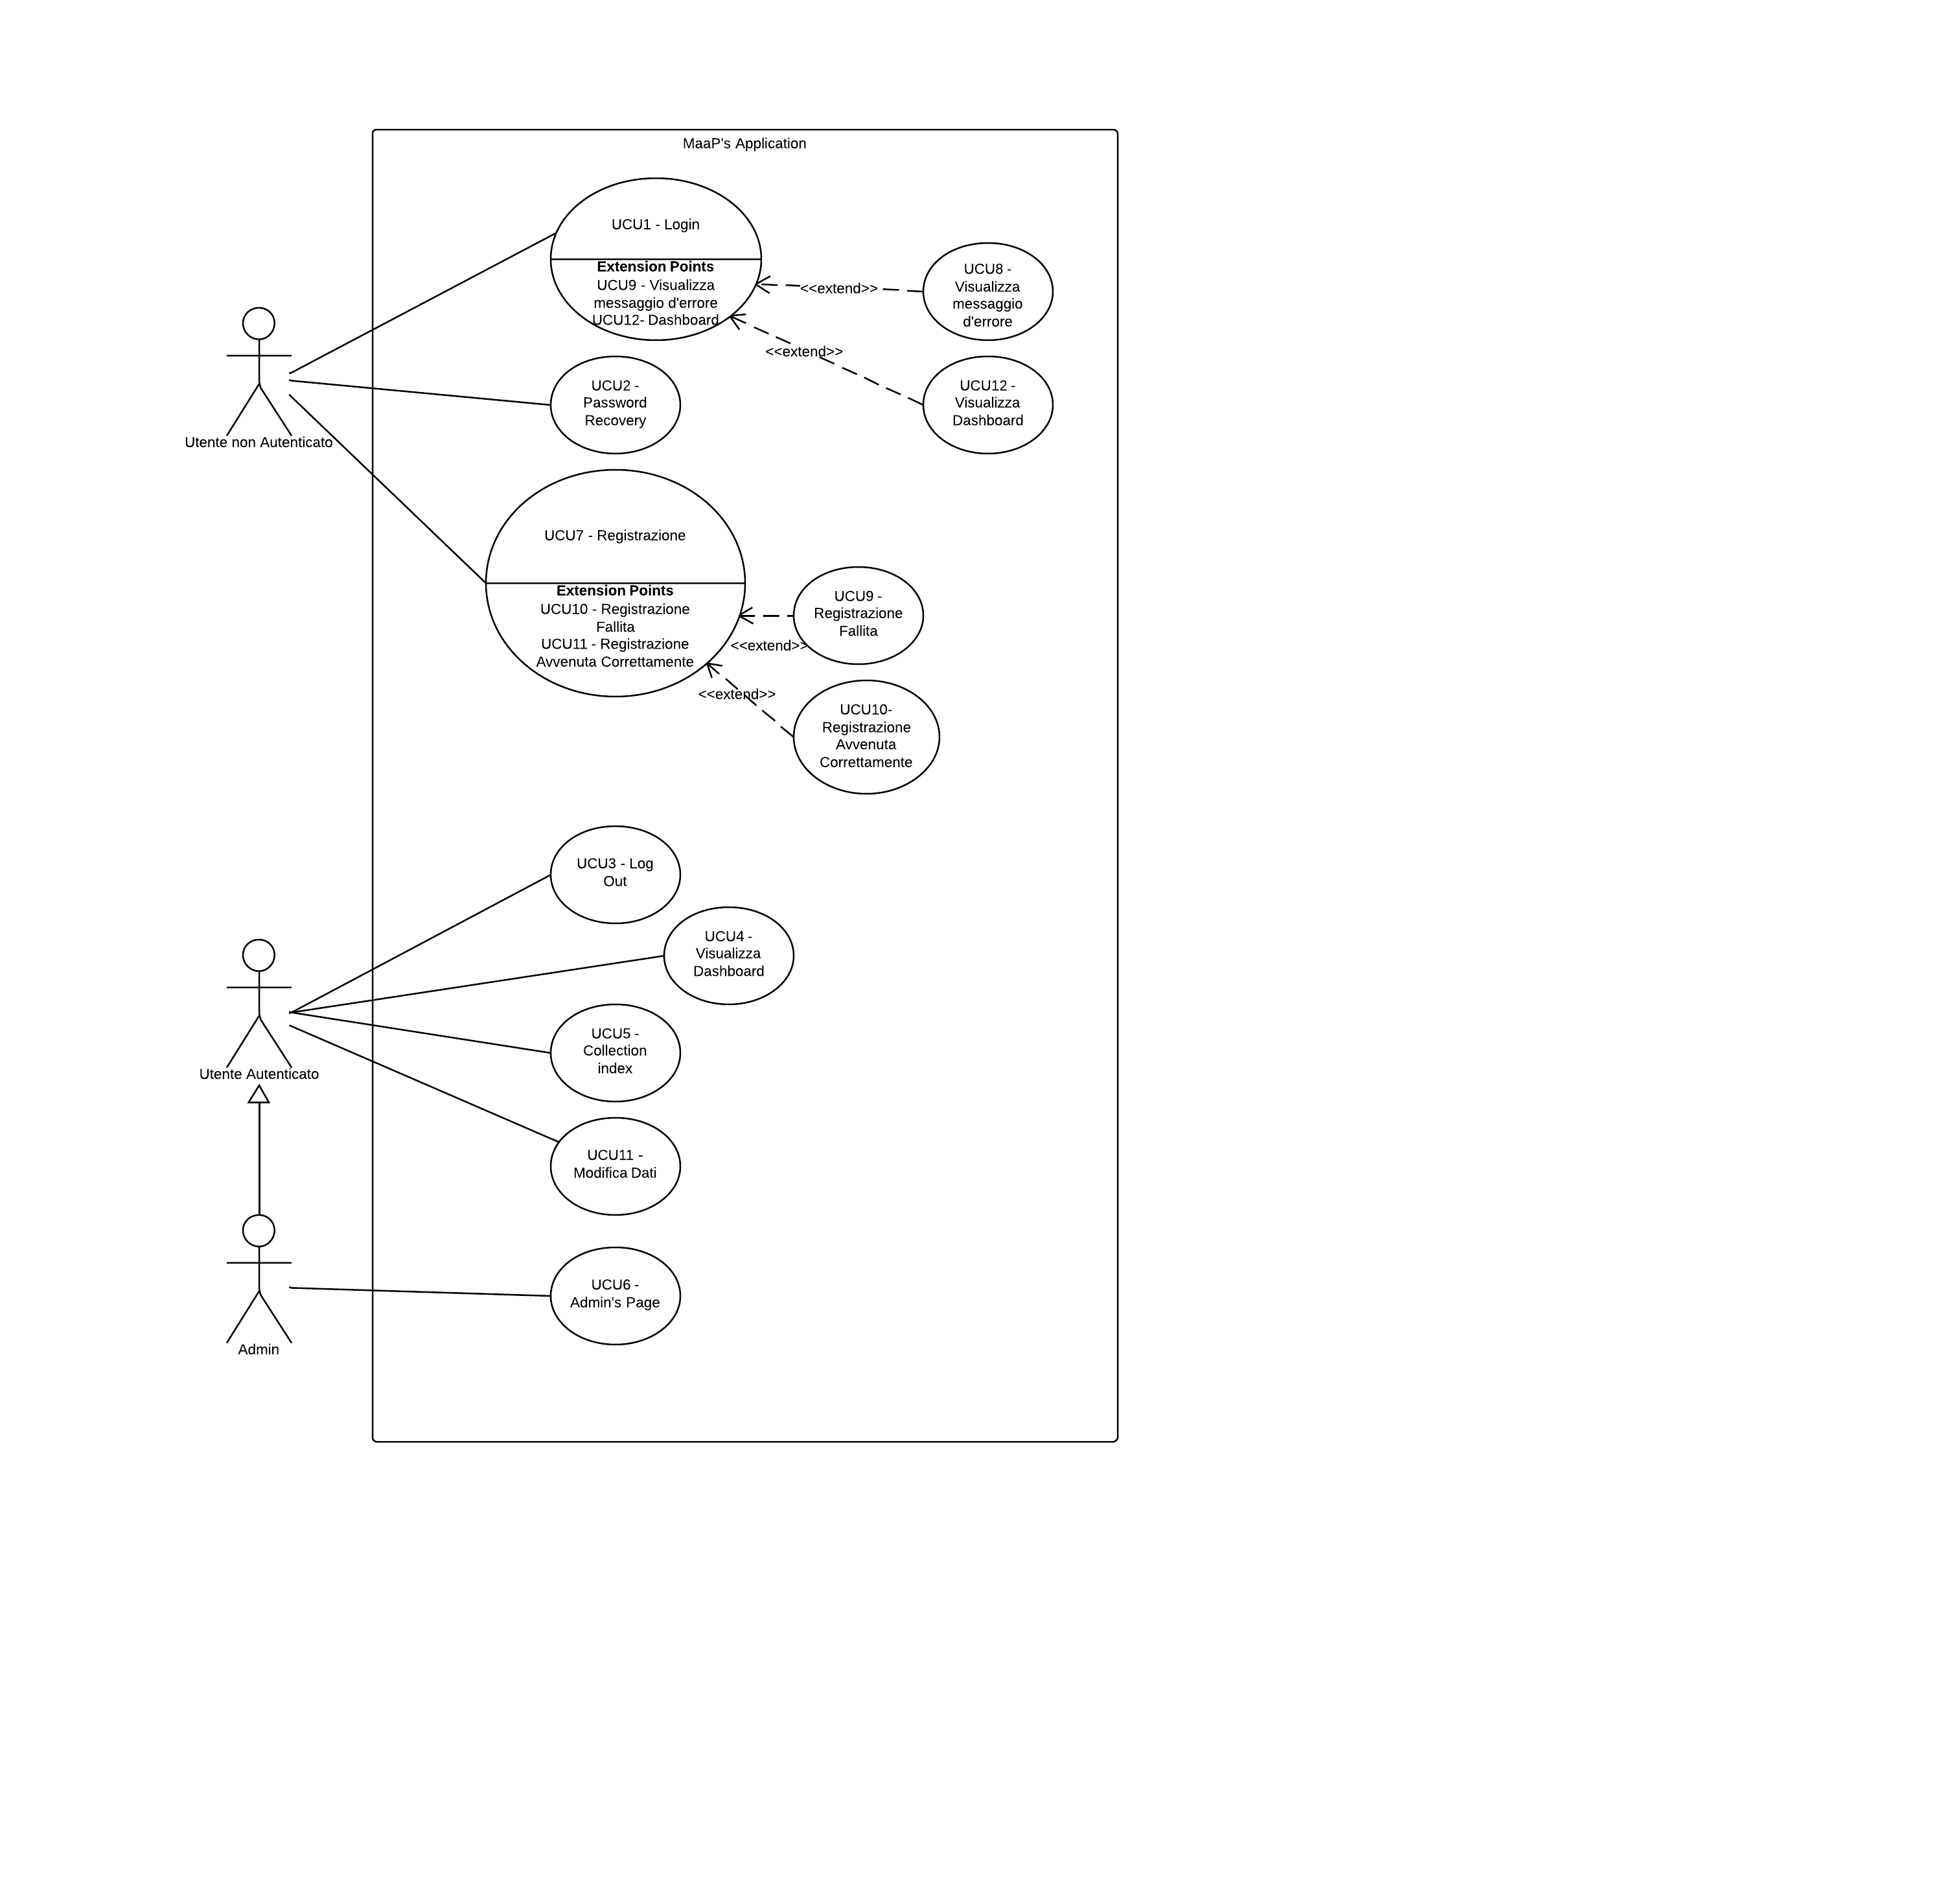 MaaP's Application
UCU1 - Login
Extension Points
UCU9 - Visualizza
messaggio d'errore
UCU12- Dashboard
<<extend>>
UCU8 -
Visualizza
messaggio
d'errore
<<extend>>
UCU12 -
Visualizza
Dashboard
UCU2 -
Password
Recovery
Utente non Autenticato
UCU7 - Registrazione
Extension Points
UCU10 - Registrazione
Fallita
UCU11 - Registrazione
Avvenuta Correttamente
UCU9 -
Registrazione
Fallita
<<extend>>
<<extend>>
UCU10-
Registrazione
Avvenuta
Correttamente
UCU3 - Log
Out
UCU4 -
Visualizza
Dashboard
UCU5 -
Collection
index
Utente Autenticato
UCU11 -
Modifica Dati
UCU6 -
Admin's Page
Admin